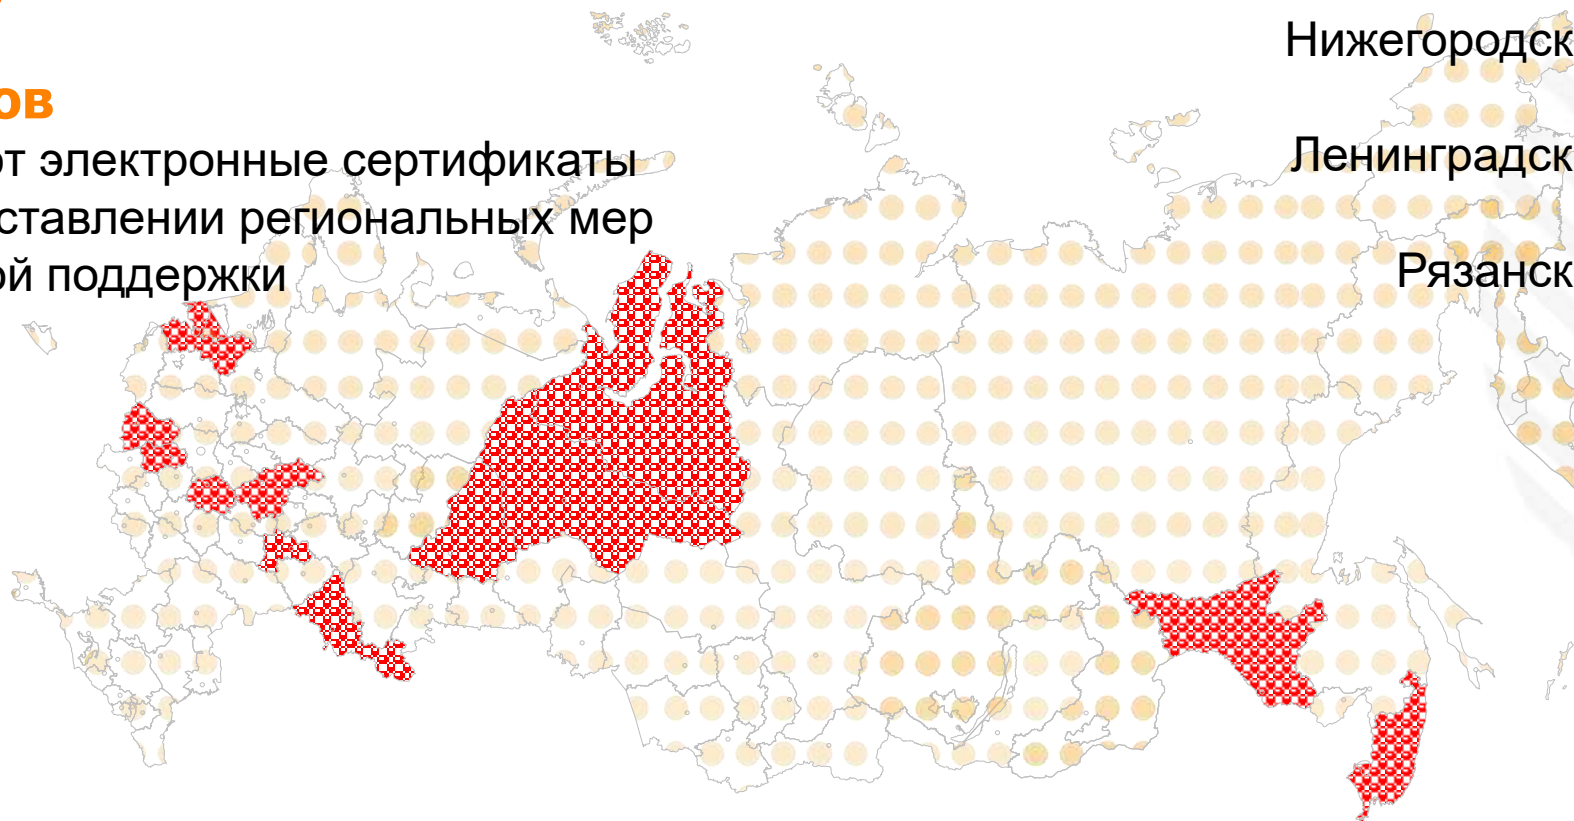 ов
от электронные сертификаты
ставлении региональных мер
ой поддержки
Нижегородск
Ленинградск
Рязанск